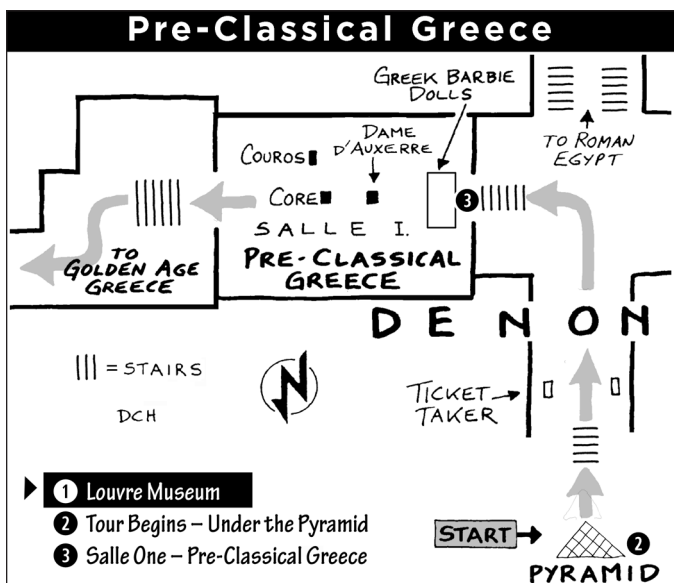 Pre-Classical Greece
GREEK BARBIE
DOLLS
TO ROMAN
EGYPT
DAME
D'AUXERRE
COUROS
CORE
3
SALLE I.
PRE-CLASSICAL
GREECE
TO
GOLDEN AGE
GREECE
DENON
||| = STAIRS
DCH
N
TICKET
TAKER
1 Louvre Museum
2 Tour Begins – Under the Pyramid
3 Salle One – Pre-Classical Greece
START
2
PYRAMID